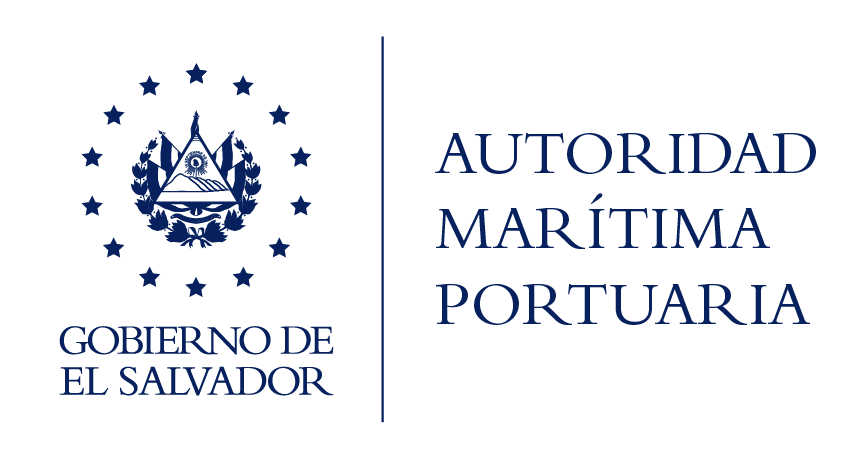 GOBIERNO DE
EL SALVADOR
AUTORIDAD
MARÍTIMA
PORTUARIA